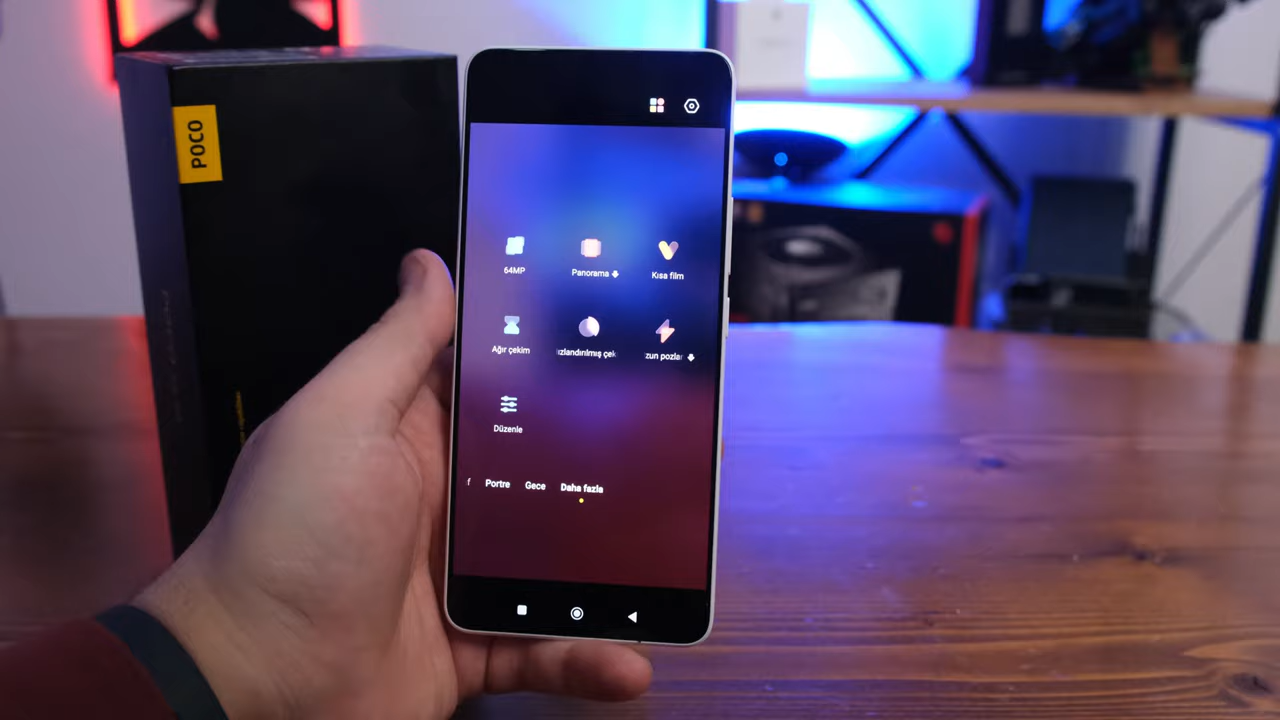 POCO
64MP
Panorama
Kısa film
Ağır çekim
ızlandırılmış çek
zun pozlar
Düzenle
f Portre Gece Daha fazla